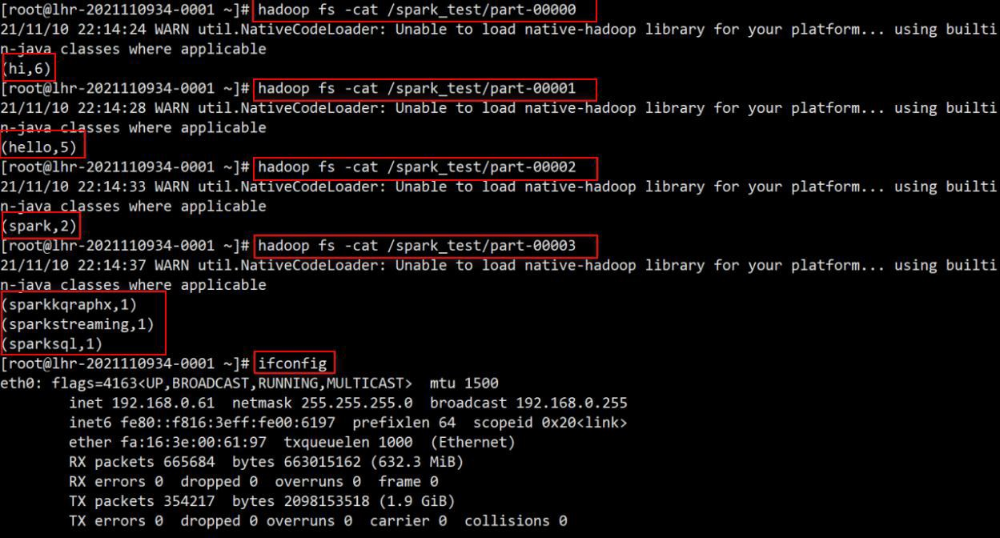 [root@lhr-2021110934-0001 ~]# hadoop fs -cat /spark_test/part-00000
21/11/10 22:14:24 WARN util.NativeCodeLoader: Unable to load native-hadoop library for your platform... using builti
n-java classes where applicable
(hi,6)
[root@lhr-2021110934-0001 ~]# hadoop fs -cat /spark_test/part-00001
21/11/10 22:14:28 WARN util.NativeCodeLoader: Unable to load native-hadoop library for your platform... using builti
n-java classes where applicable
(hello,5)
[root@lhr-2021110934-0001 ~]# hadoop fs -cat /spark_test/part-00002
21/11/10 22:14:33 WARN util.NativeCodeLoader: Unable to load native-hadoop library for your platform... using builti
n-java classes where applicable
(spark,2)
[root@lhr-2021110934-0001 ~]# hadoop fs -cat /spark_test/part-00003
21/11/10 22:14:37 WARN util.NativeCodeLoader: Unable to load native-hadoop library for your platform... using builti
n-java classes where applicable
(sparkkqraphx,1)
(sparkstreaming,1)
(sparksql,1)
[root@lhr-2021110934-0001 ~]# ifconfig
eth0: flags=4163<UP,BROADCAST,RUNNING,MULTICAST>  mtu 1500
        inet 192.168.0.61  netmask 255.255.255.0  broadcast 192.168.0.255
        inet6 fe80::f816:3eff:fe00:6197  prefixlen 64  scopeid 0x20<link>
        ether fa:16:3e:00:61:97  txqueuelen 1000  (Ethernet)
        RX packets 665684  bytes 663015162 (632.3 MiB)
        RX errors 0  dropped 0  overruns 0  frame 0
        TX packets 354217  bytes 2098153518 (1.9 GiB)
        TX errors 0  dropped 0 overruns 0  carrier 0  collisions 0